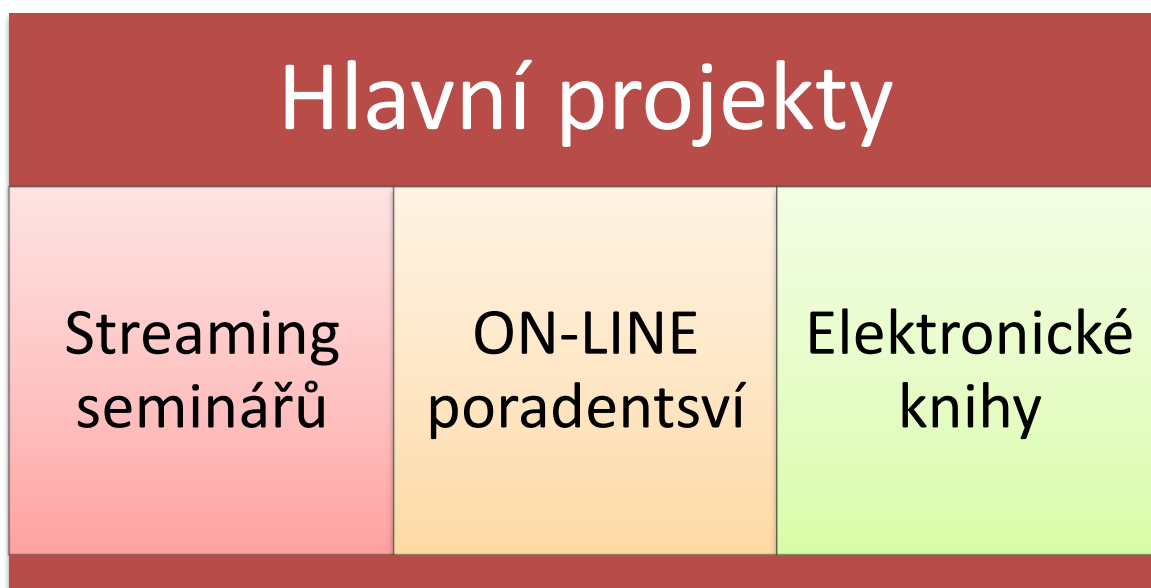 Hlavní projekty
Streaming
seminářů
ON-LINE
poradentsví
Elektronické
knihy